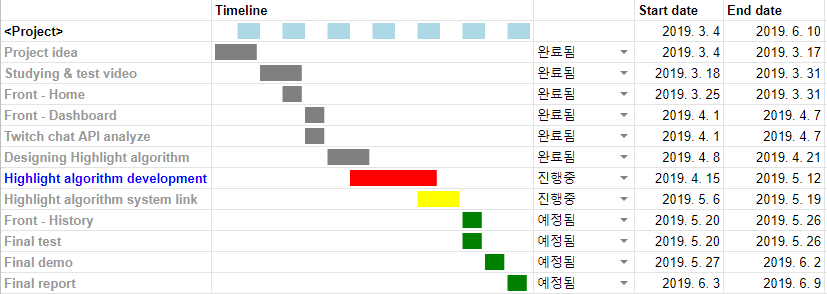 Timeline Start date End date
<Project> 2019. 3. 4 2019. 6. 10
Project idea 완료됨 2019. 3. 4 2019. 3. 17
Studying & test video 완료됨 2019. 3. 18 2019. 3. 31
Front - Home 완료됨 2019. 3. 25 2019. 3. 31
Front - Dashboard 완료됨 2019. 4. 1 2019. 4. 7
Twitch chat API analyze 완료됨 2019. 4. 1 2019. 4. 7
Designing Highlight algorithm 완료됨 2019. 4. 8 2019. 4. 21
Highlight algorithm development 진행중 2019. 4. 15 2019. 5. 12
Highlight algorithm system link 진행중 2019. 5. 6 2019. 5. 19
Front - History 예정됨 2019. 5. 20 2019. 5. 26
Final test 예정됨 2019. 5. 20 2019. 5. 26
Final demo 예정됨 2019. 5. 27 2019. 6. 2
Final report 예정됨 2019. 6. 3 2019. 6. 9